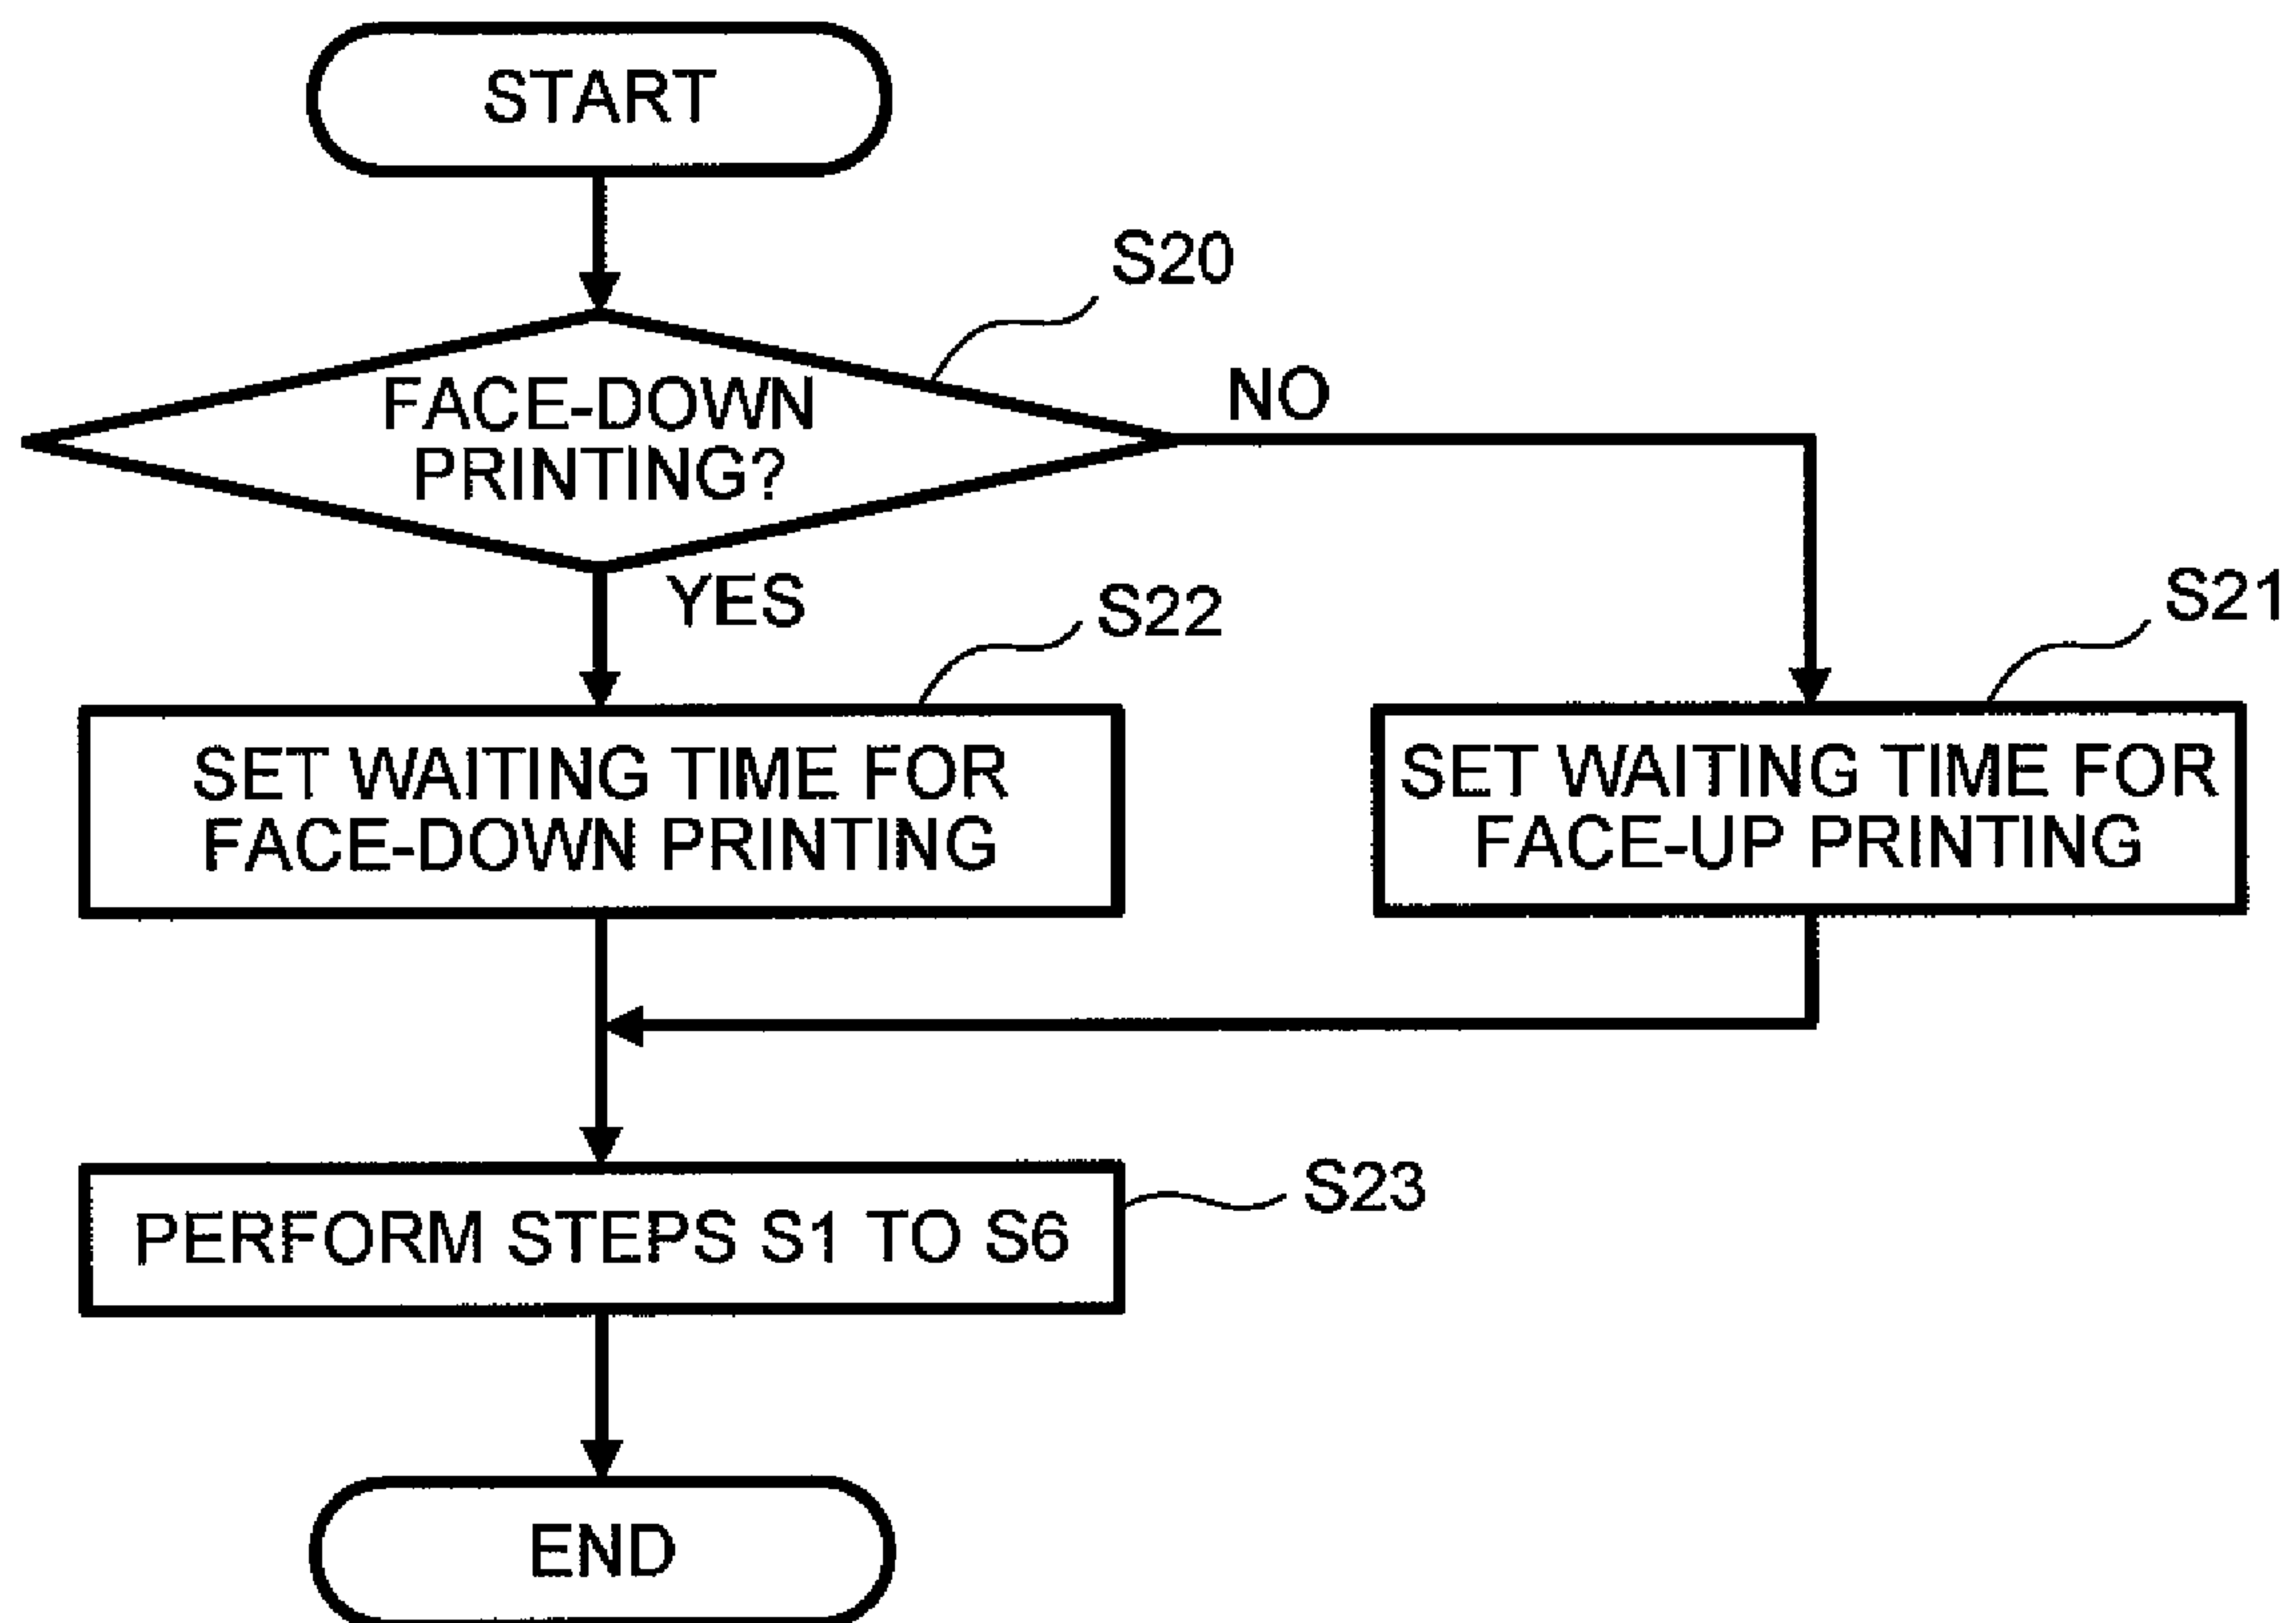 START
S20
FACE-DOWN
PRINTING?
NO
YES
S22
S21
SET WAITING TIME FOR
FACE-DOWN PRINTING
SET WAITING TIME FOR
FACE-UP PRINTING
PERFORM STEPS S1 TO S6
S23
END